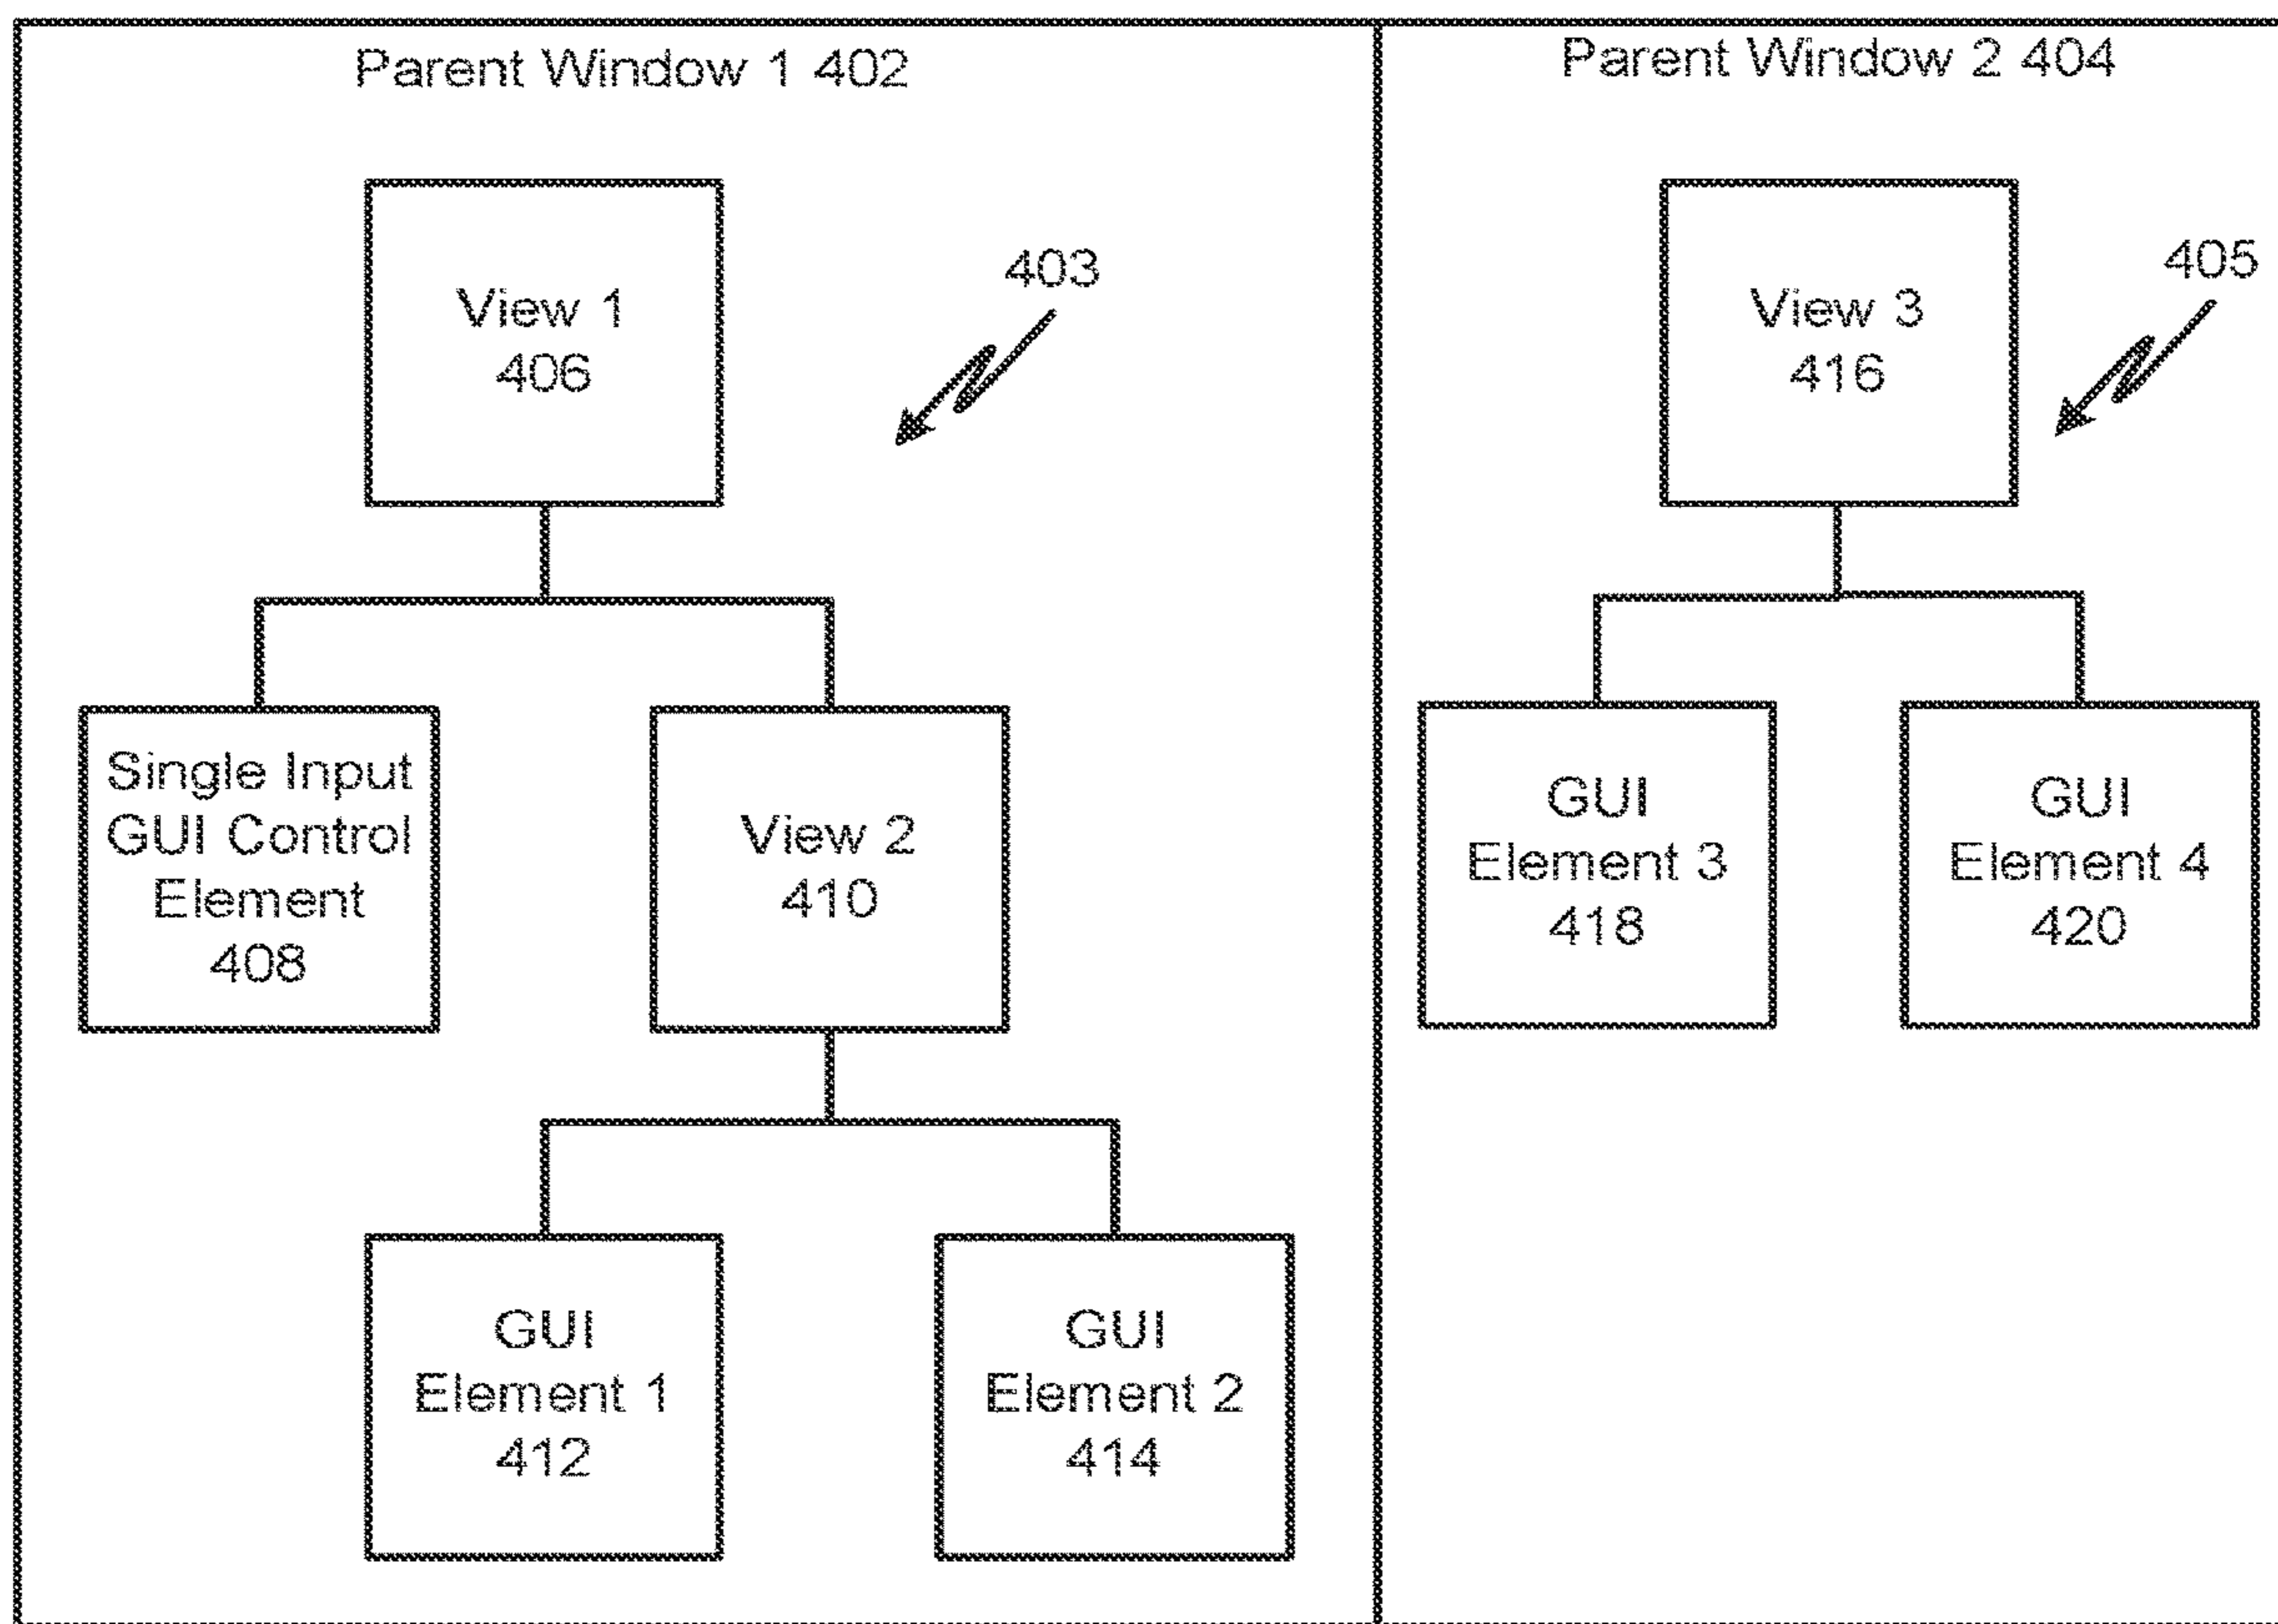 Parent Window 1 402
View 1
406
403
Single Input
GUI Control
Element
408
View 2
410
GUI
Element 1
412
GUI
Element 2
414
Parent Window 2 404
View 3
416
405
GUI
Element 3
418
GUI
Element 4
420